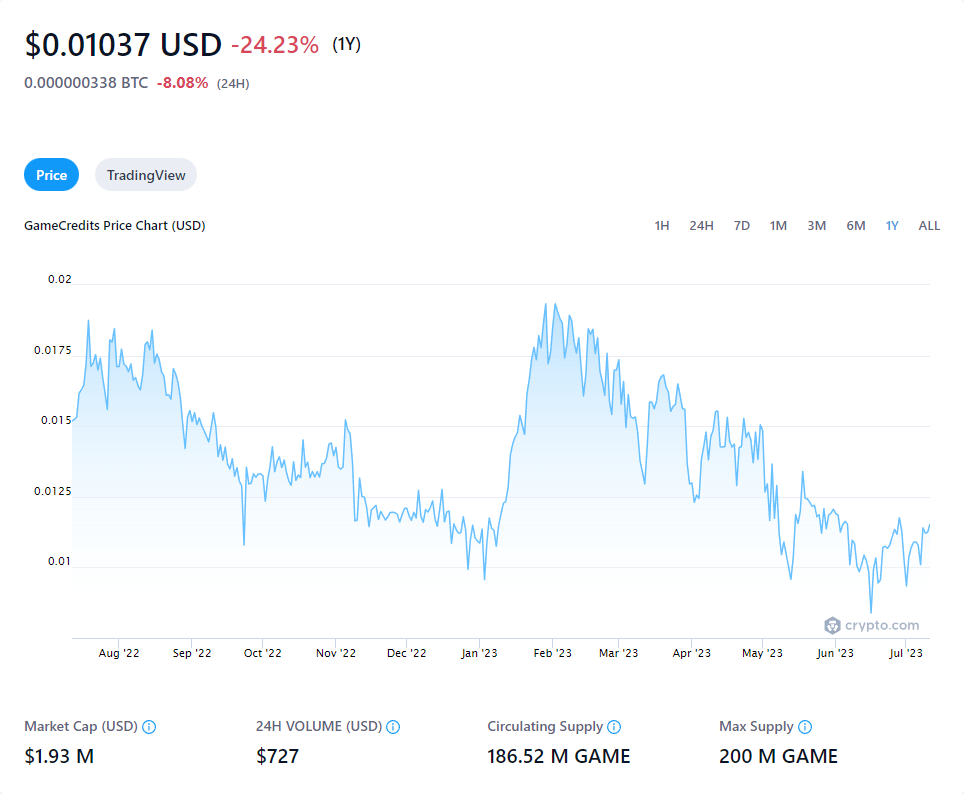 $0.01037 USD -24.23% (1Y)
0.000000338 BTC -8.08% (24H)
Price TradingView
GameCredits Price Chart (USD) 1H 24H 7D 1M 3M 6M 1Y ALL
0.02
0.0175
0.015
0.0125
0.01
crypto.com
Aug '22 Sep '22 Oct '22 Nov '22 Dec '22 Jan '23 Feb '23 Mar '23 Apr '23 May '23 Jun '23 Jul '23
Market Cap (USD) 24H VOLUME (USD) Circulating Supply Max Supply
$1.93 M $727 186.52 M GAME 200 M GAME